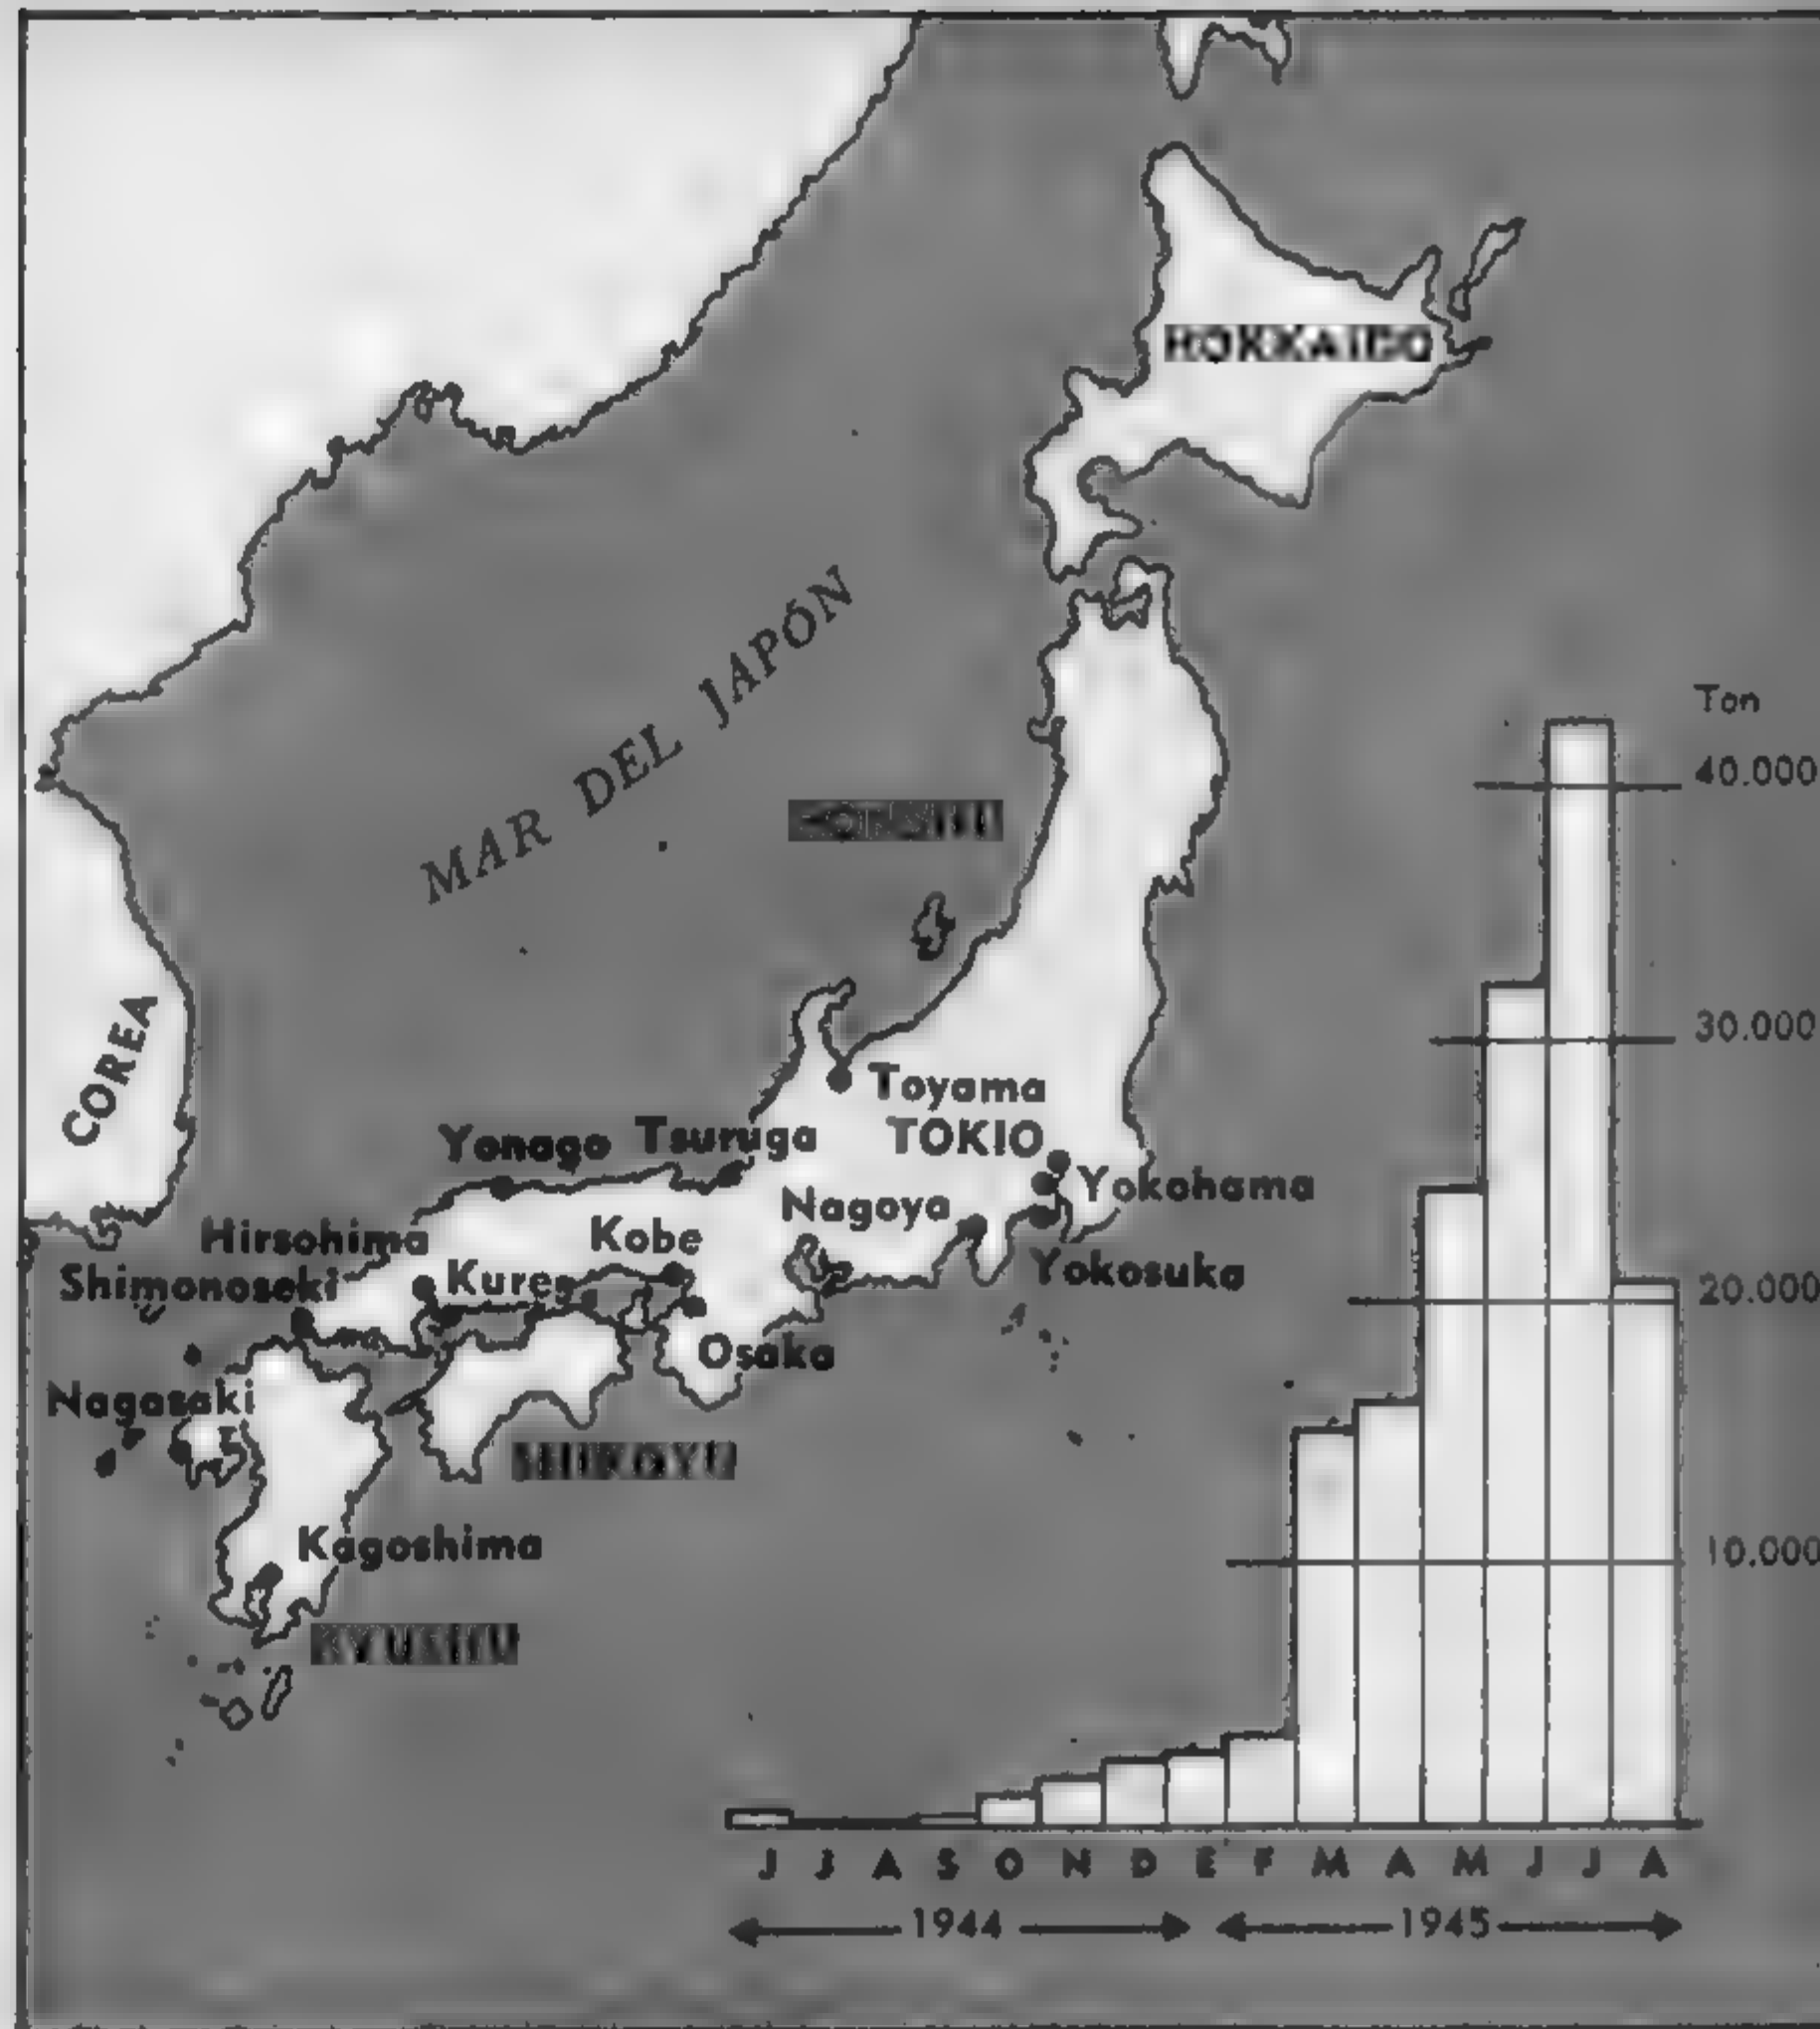 HOKKAIDO
MAR DEL JAPÓN
COREA
Toyama
TOKIO
Yonago
Tsuruga
Yokohama
Nagoya
Hirsohima
Kobe
Shimonoseki
Kure
Yokosuka
Osaka
Nagasaki
Kagoshima
KYUSHU
Ton
40.000
30.000
20.000
10.000
J J A S O N D E F M A M J J A
1944 1945